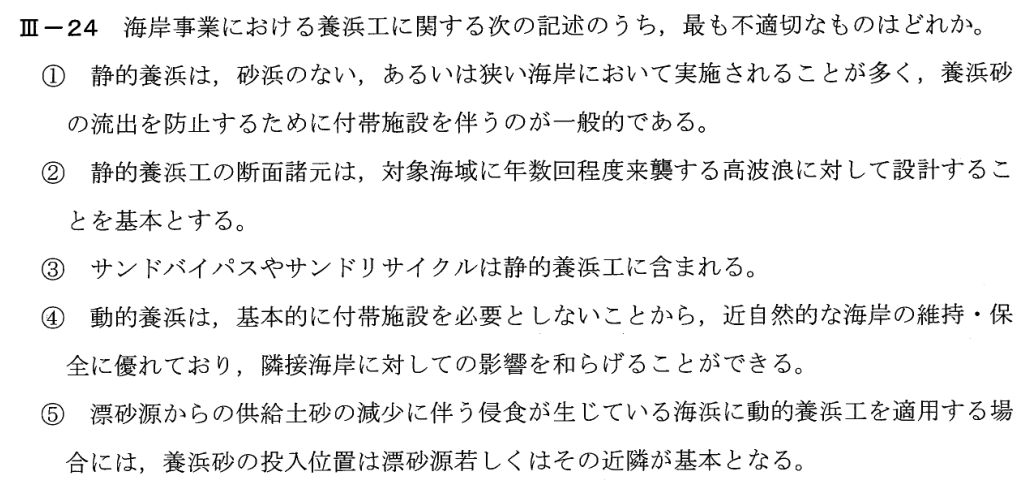 Ⅲ－24　海岸事業における養浜工に関する次の記述のうち，最も不適切なものはどれか。
①　静的養浜は，砂浜のない，あるいは狭い海岸において実施されることが多く，養浜砂
の流出を防止するために付帯施設を伴うのが一般的である。
②　静的養浜工の断面諸元は，対象海域に年数回程度来襲する高波浪に対して設計するこ
とを基本とする。
③　サンドバイパスやサンドリサイクルは静的養浜工に含まれる。
④　動的養浜は，基本的に付帯施設を必要としないことから，近自然的な海岸の維持・保
全に優れており，隣接海岸に対しての影響を和らげることができる。
⑤　漂砂源からの供給土砂の減少に伴う侵食が生じている海浜に動的養浜工を適用する場
合には，養浜砂の投入位置は漂砂源若しくはその近隣が基本となる。